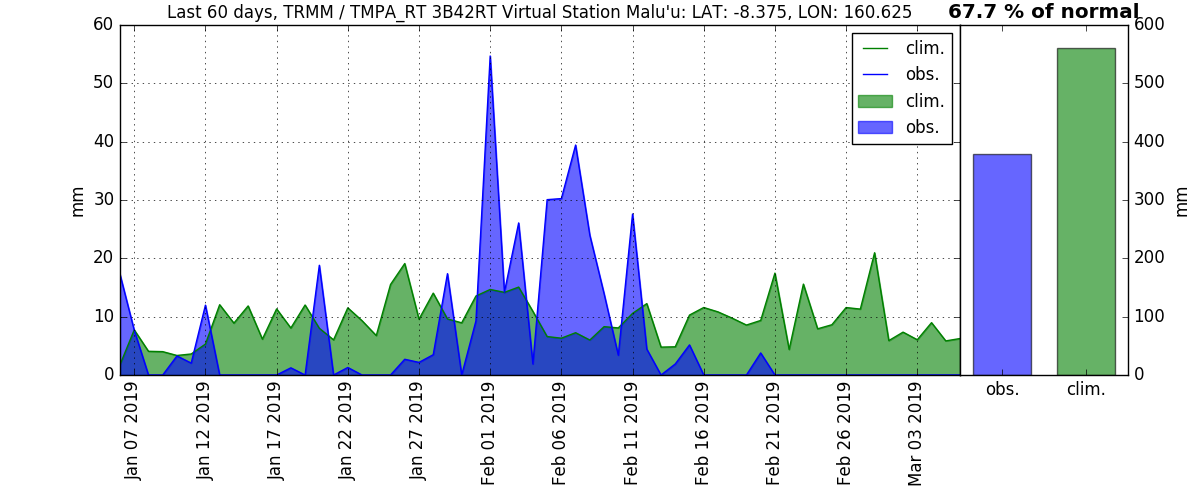 Last 60 days, TRMM / TMPA_RT 3B42RT Virtual Station Malu'u: LAT: -8.375, LON: 160.625
67.7 % of normal
60
50
40
30
20
10
0
mm
clim.
obs.
clim.
obs.
Jan 07 2019
Jan 12 2019
Jan 17 2019
Jan 22 2019
Jan 27 2019
Feb 01 2019
Feb 06 2019
Feb 11 2019
Feb 16 2019
Feb 21 2019
Feb 26 2019
Mar 03 2019
600
500
400
300
200
100
0
mm
obs.
clim.